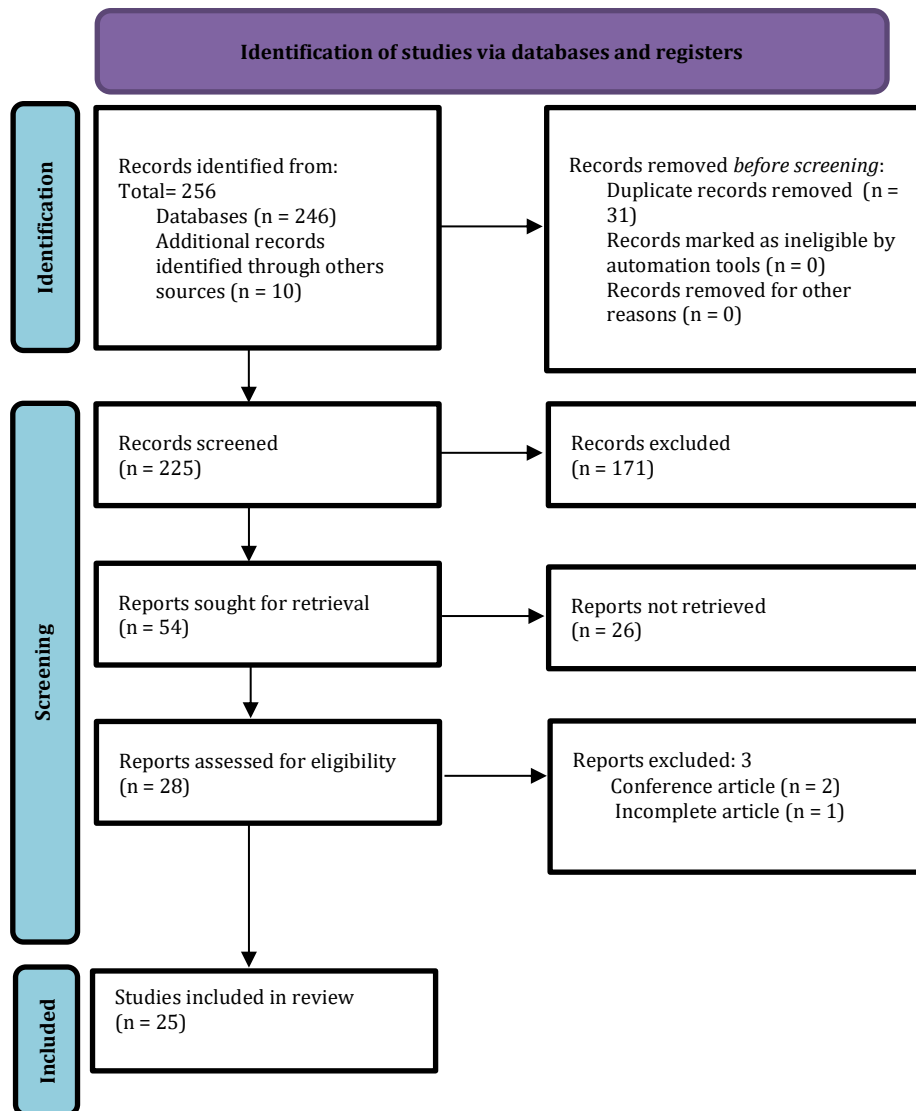 Identification of studies via databases and registers
Identification
Records identified from:
Total= 256
Databases (n = 246)
Additional records
identified through others
sources (n = 10)
Records removed before screening:
Duplicate records removed (n =
31)
Records marked as ineligible by
automation tools (n = 0)
Records removed for other
reasons (n = 0)
Screening
Records screened
(n = 225)
Records excluded
(n = 171)
Reports sought for retrieval
(n = 54)
Reports not retrieved
(n = 26)
Reports assessed for eligibility
(n = 28)
Reports excluded: 3
Conference article (n = 2)
Incomplete article (n = 1)
Included
Studies included in review
(n = 25)